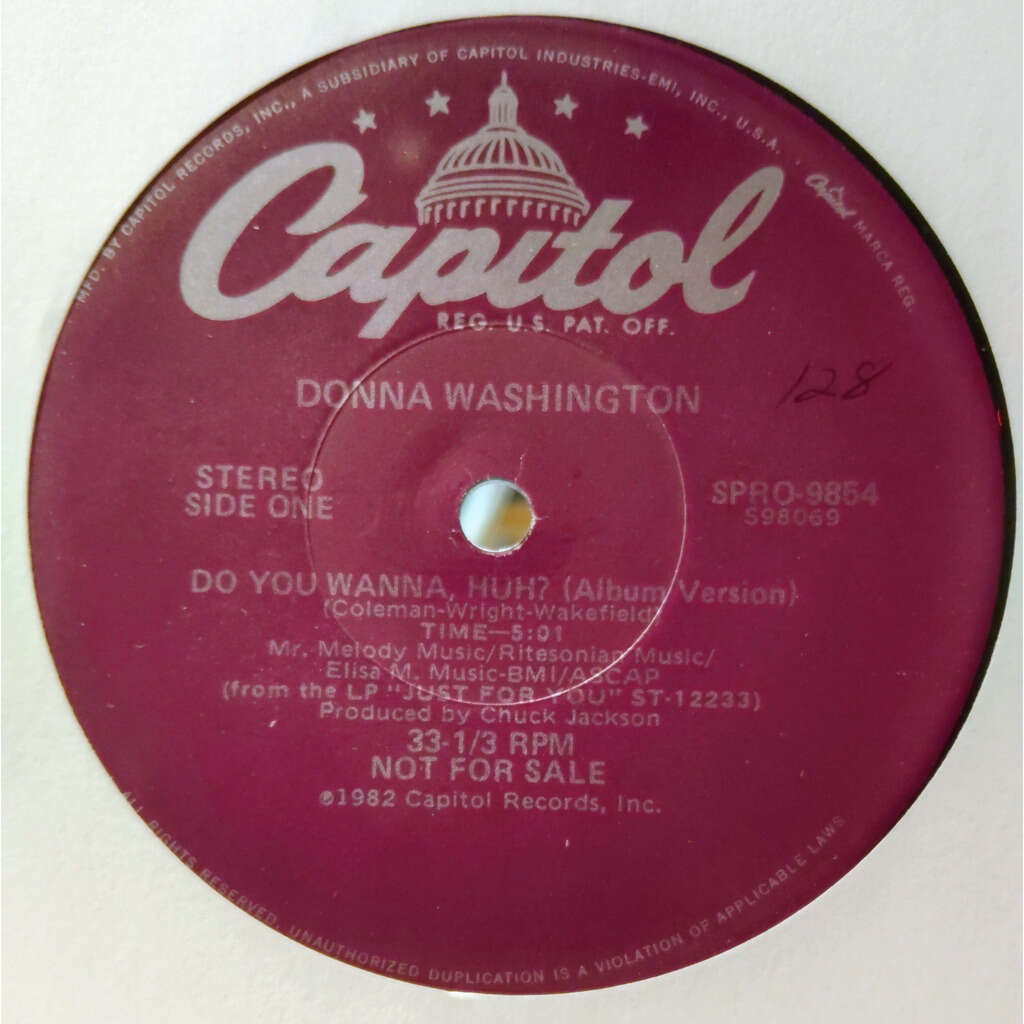 MFD. BY CAPITOL RECORDS, INC., A SUBSIDIARY OF CAPITOL INDUSTRIES-EMI, INC., U.S.A. · Capitol MARCA REG.
Capitol
REG. U.S. PAT. OFF.
DONNA WASHINGTON
128
STEREO
SIDE ONE
SPRO-9854
S98069
DO YOU WANNA, HUH? (Album Version)
(Coleman-Wright-Wakefield)
TIME—5:01
Mr. Melody Music/Ritesonian Music/
Elisa M. Music-BMI/ASCAP
(from the LP "JUST FOR YOU" ST-12233)
Produced by Chuck Jackson
33-1/3 RPM
NOT FOR SALE
℗1982 Capitol Records, Inc.
ALL RIGHTS RESERVED. UNAUTHORIZED DUPLICATION IS A VIOLATION OF APPLICABLE LAWS.